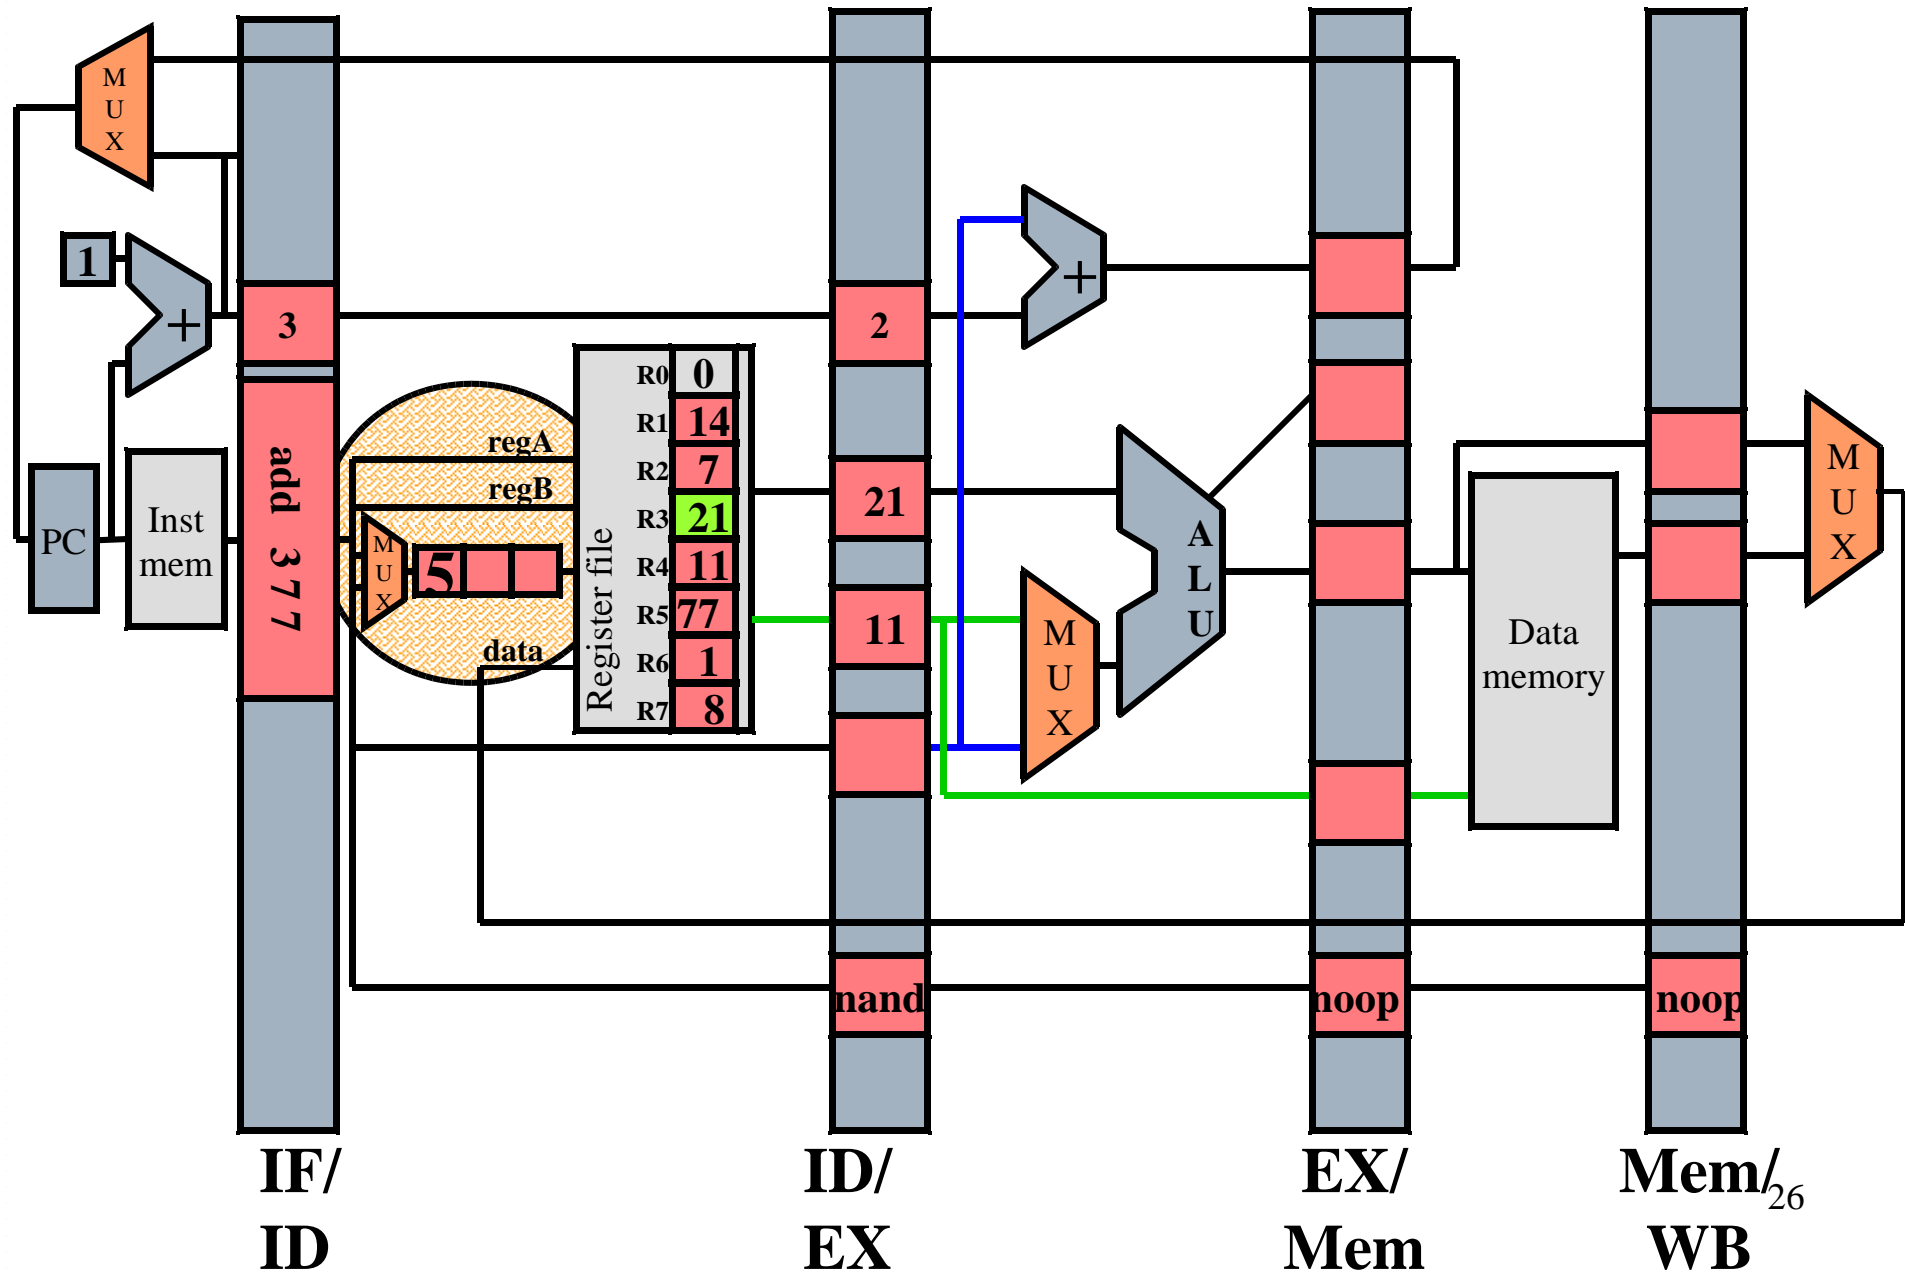 M
U
X
1
+
3
add 3 7 7
PC
Inst
mem
regA
regB
M
U
X
5
data
Register file
R0 0
R1 14
R2 7
R3 21
R4 11
R5 77
R6 1
R7 8
2
21
11
nand
+
M
U
X
A
L
U
noop
Data
memory
noop
M
U
X
IF/
ID
ID/
EX
EX/
Mem
Mem/
WB
26